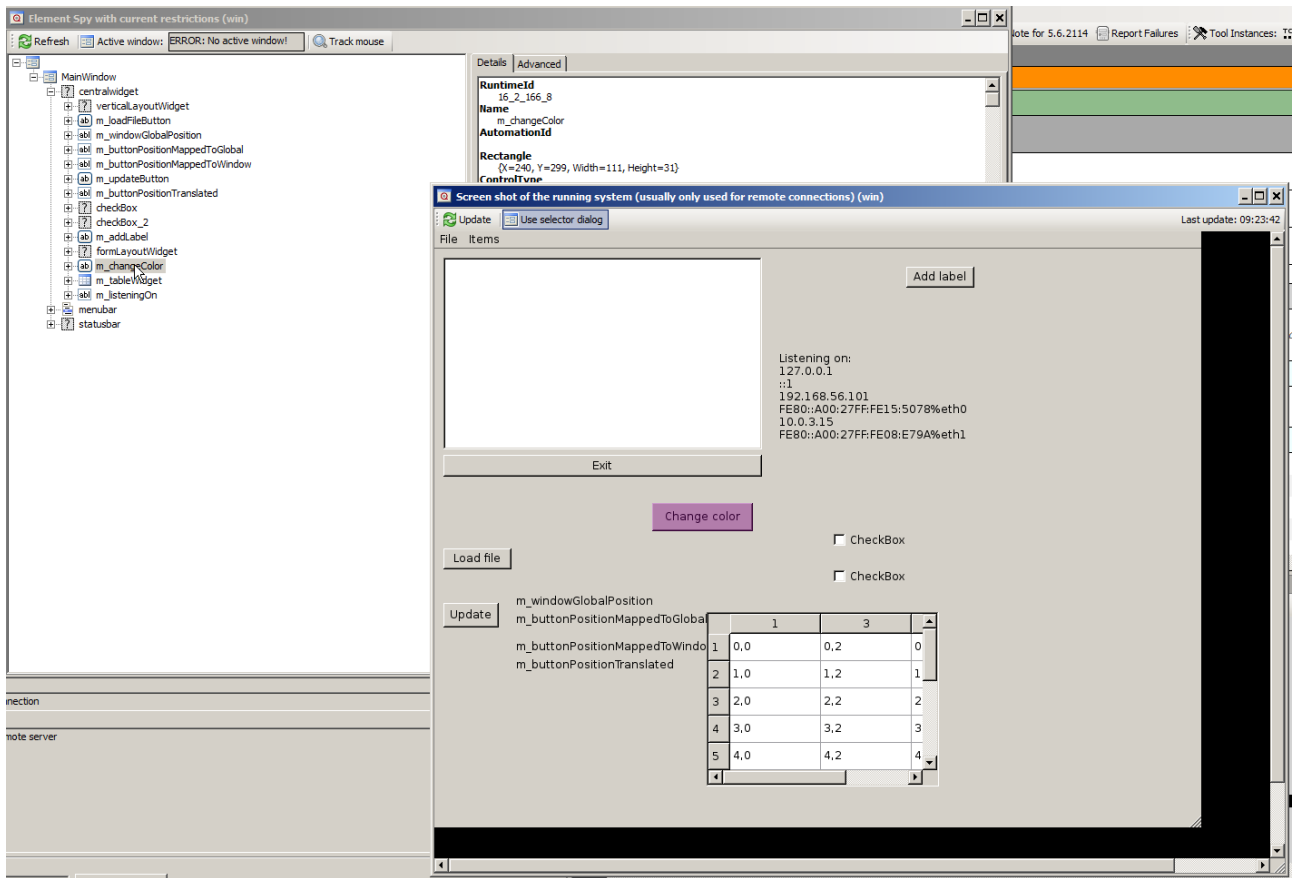 Element Spy with current restrictions (win)
Refresh Active window: ERROR: No active window! Track mouse
Note for 5.6.2114 Report Failures Tool Instances:
MainWindow
centralwidget
verticalLayoutWidget
m_loadFileButton
m_windowGlobalPosition
m_buttonPositionMappedToGlobal
m_buttonPositionMappedToWindow
m_updateButton
m_buttonPositionTranslated
checkBox
checkBox_2
m_addLabel
formLayoutWidget
m_changeColor
m_tableWidget
m_listeningOn
menubar
statusbar
Details Advanced
RuntimeId
16_2_166_8
Name
m_changeColor
AutomationId
Rectangle
{X=240, Y=299, Width=111, Height=31}
ControlType
Screen shot of the running system (usually only used for remote connections) (win)
Update Use selector dialog Last update: 09:23:42
File Items
Add label
Listening on:
127.0.0.1
::1
192.168.56.101
FE80::A00:27FF:FE15:5078%eth0
10.0.3.15
FE80::A00:27FF:FE08:E79A%eth1
Exit
Change color
CheckBox
Load file
CheckBox
Update
m_windowGlobalPosition
m_buttonPositionMappedToGlobal
m_buttonPositionMappedToWindo
m_buttonPositionTranslated
1 3
1 0,0 0,2 0
2 1,0 1,2 1
3 2,0 2,2 2
4 3,0 3,2 3
5 4,0 4,2 4
nection
mote server